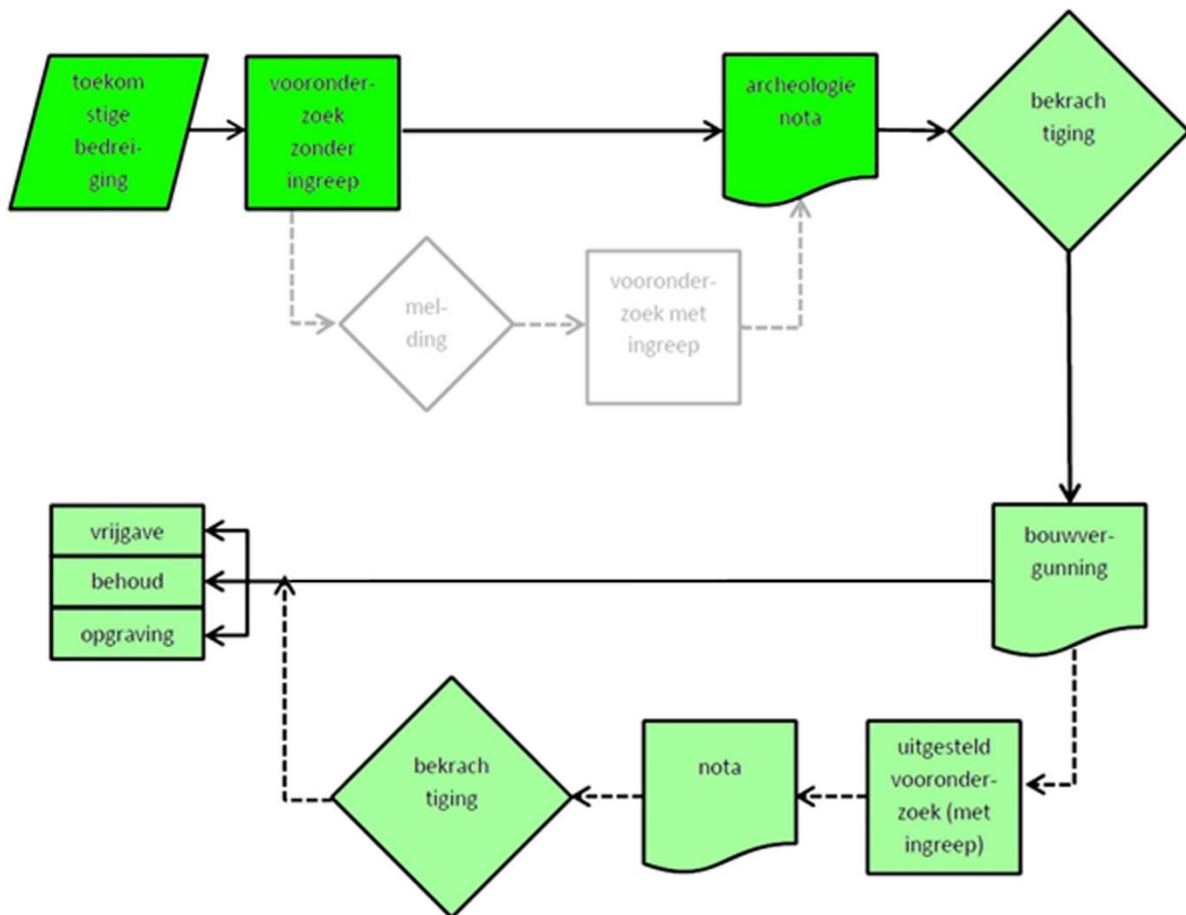 toekom
stige
bedrei-
ging
vooronder-
zoek
zonder
ingreep
archeologie
nota
bekrach
tiging
mel-
ding
vooronder-
zoek met
ingreep
bouwver-
gunning
vrijgave
behoud
opgraving
bekrach
tiging
nota
uitgesteld
vooronder-
zoek (met
ingreep)